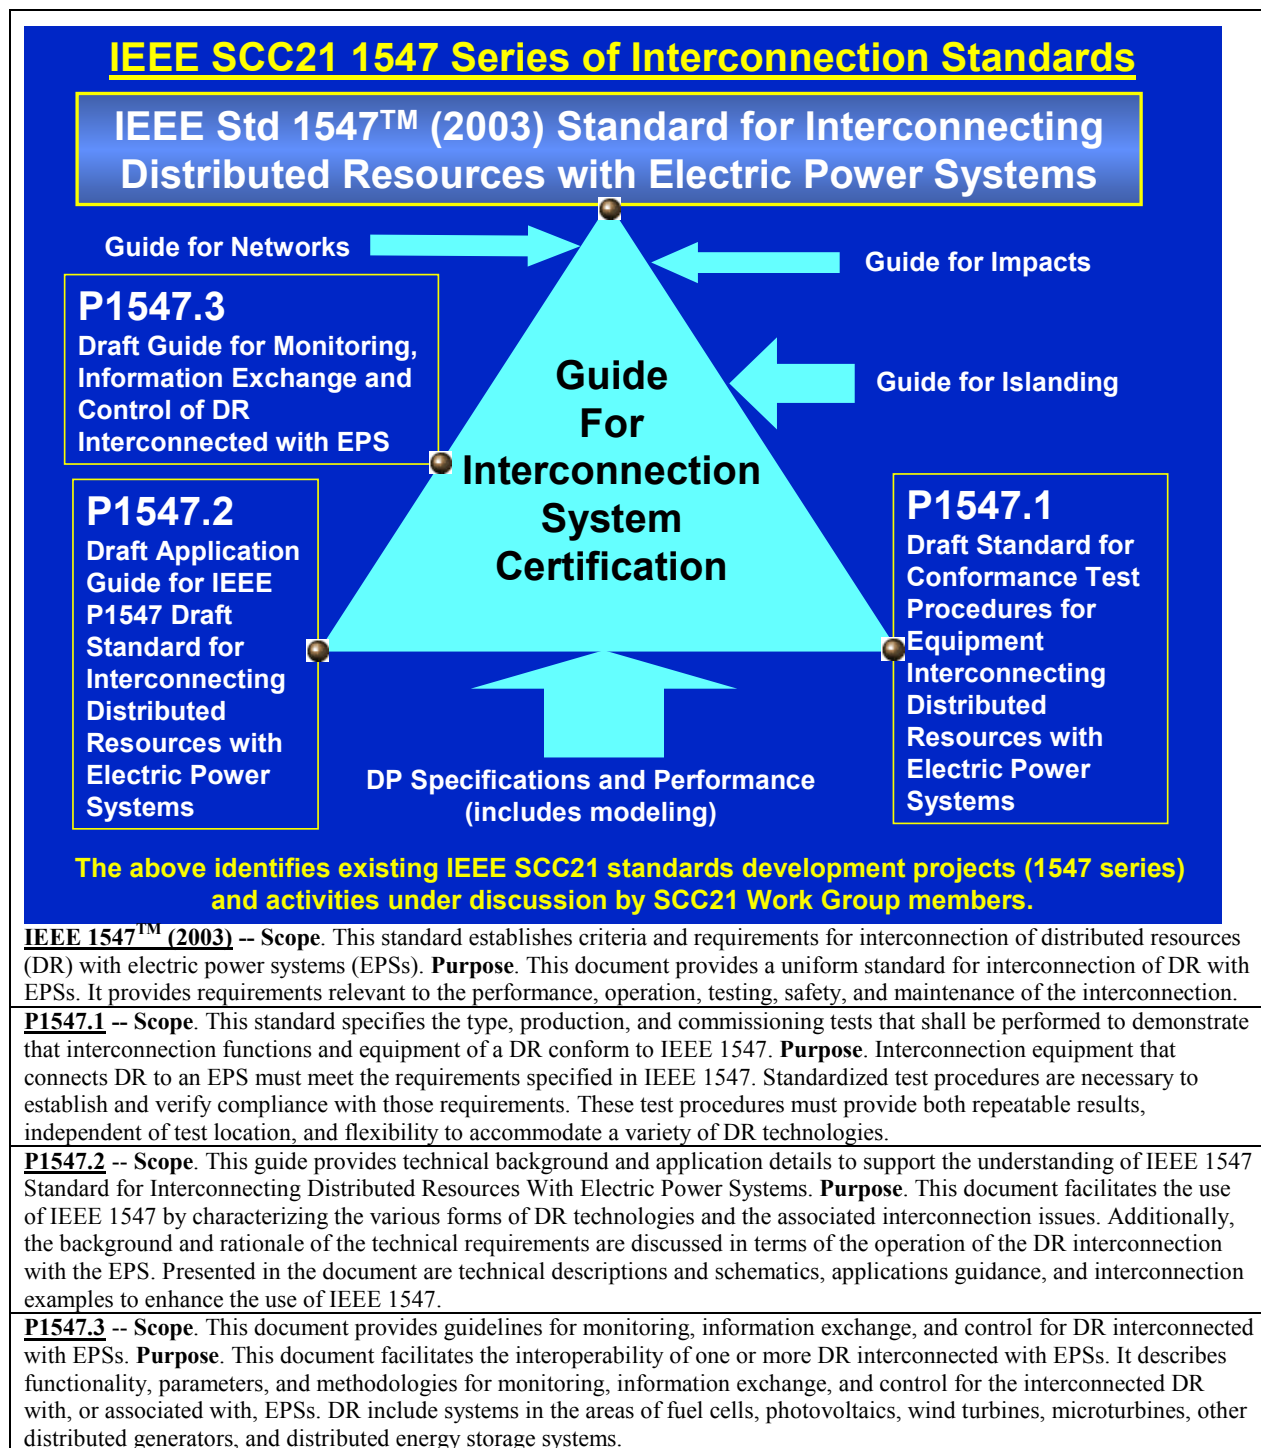 IEEE SCC21 1547 Series of Interconnection Standards
IEEE Std 1547TM (2003) Standard for Interconnecting
Distributed Resources with Electric Power Systems
Guide for Networks
Guide for Impacts
P1547.3
Draft Guide for Monitoring,
Information Exchange and
Control of DR
Interconnected with EPS
Guide for Islanding
Guide
For
Interconnection
System
Certification
P1547.2
Draft Application
Guide for IEEE
P1547 Draft
Standard for
Interconnecting
Distributed
Resources with
Electric Power
Systems
P1547.1
Draft Standard for
Conformance Test
Procedures for
Equipment
Interconnecting
Distributed
Resources with
Electric Power
Systems
DP Specifications and Performance
(includes modeling)
The above identifies existing IEEE SCC21 standards development projects (1547 series)
and activities under discussion by SCC21 Work Group members.
IEEE 1547TM (2003) -- Scope. This standard establishes criteria and requirements for interconnection of distributed resources
(DR) with electric power systems (EPSs). Purpose. This document provides a uniform standard for interconnection of DR with
EPSs. It provides requirements relevant to the performance, operation, testing, safety, and maintenance of the interconnection.
P1547.1 -- Scope. This standard specifies the type, production, and commissioning tests that shall be performed to demonstrate
that interconnection functions and equipment of a DR conform to IEEE 1547. Purpose. Interconnection equipment that
connects DR to an EPS must meet the requirements specified in IEEE 1547. Standardized test procedures are necessary to
establish and verify compliance with those requirements. These test procedures must provide both repeatable results,
independent of test location, and flexibility to accommodate a variety of DR technologies.
P1547.2 -- Scope. This guide provides technical background and application details to support the understanding of IEEE 1547
Standard for Interconnecting Distributed Resources With Electric Power Systems. Purpose. This document facilitates the use
of IEEE 1547 by characterizing the various forms of DR technologies and the associated interconnection issues. Additionally,
the background and rationale of the technical requirements are discussed in terms of the operation of the DR interconnection
with the EPS. Presented in the document are technical descriptions and schematics, applications guidance, and interconnection
examples to enhance the use of IEEE 1547.
P1547.3 -- Scope. This document provides guidelines for monitoring, information exchange, and control for DR interconnected
with EPSs. Purpose. This document facilitates the interoperability of one or more DR interconnected with EPSs. It describes
functionality, parameters, and methodologies for monitoring, information exchange, and control for the interconnected DR
with, or associated with, EPSs. DR include systems in the areas of fuel cells, photovoltaics, wind turbines, microturbines, other
distributed generators, and distributed energy storage systems.